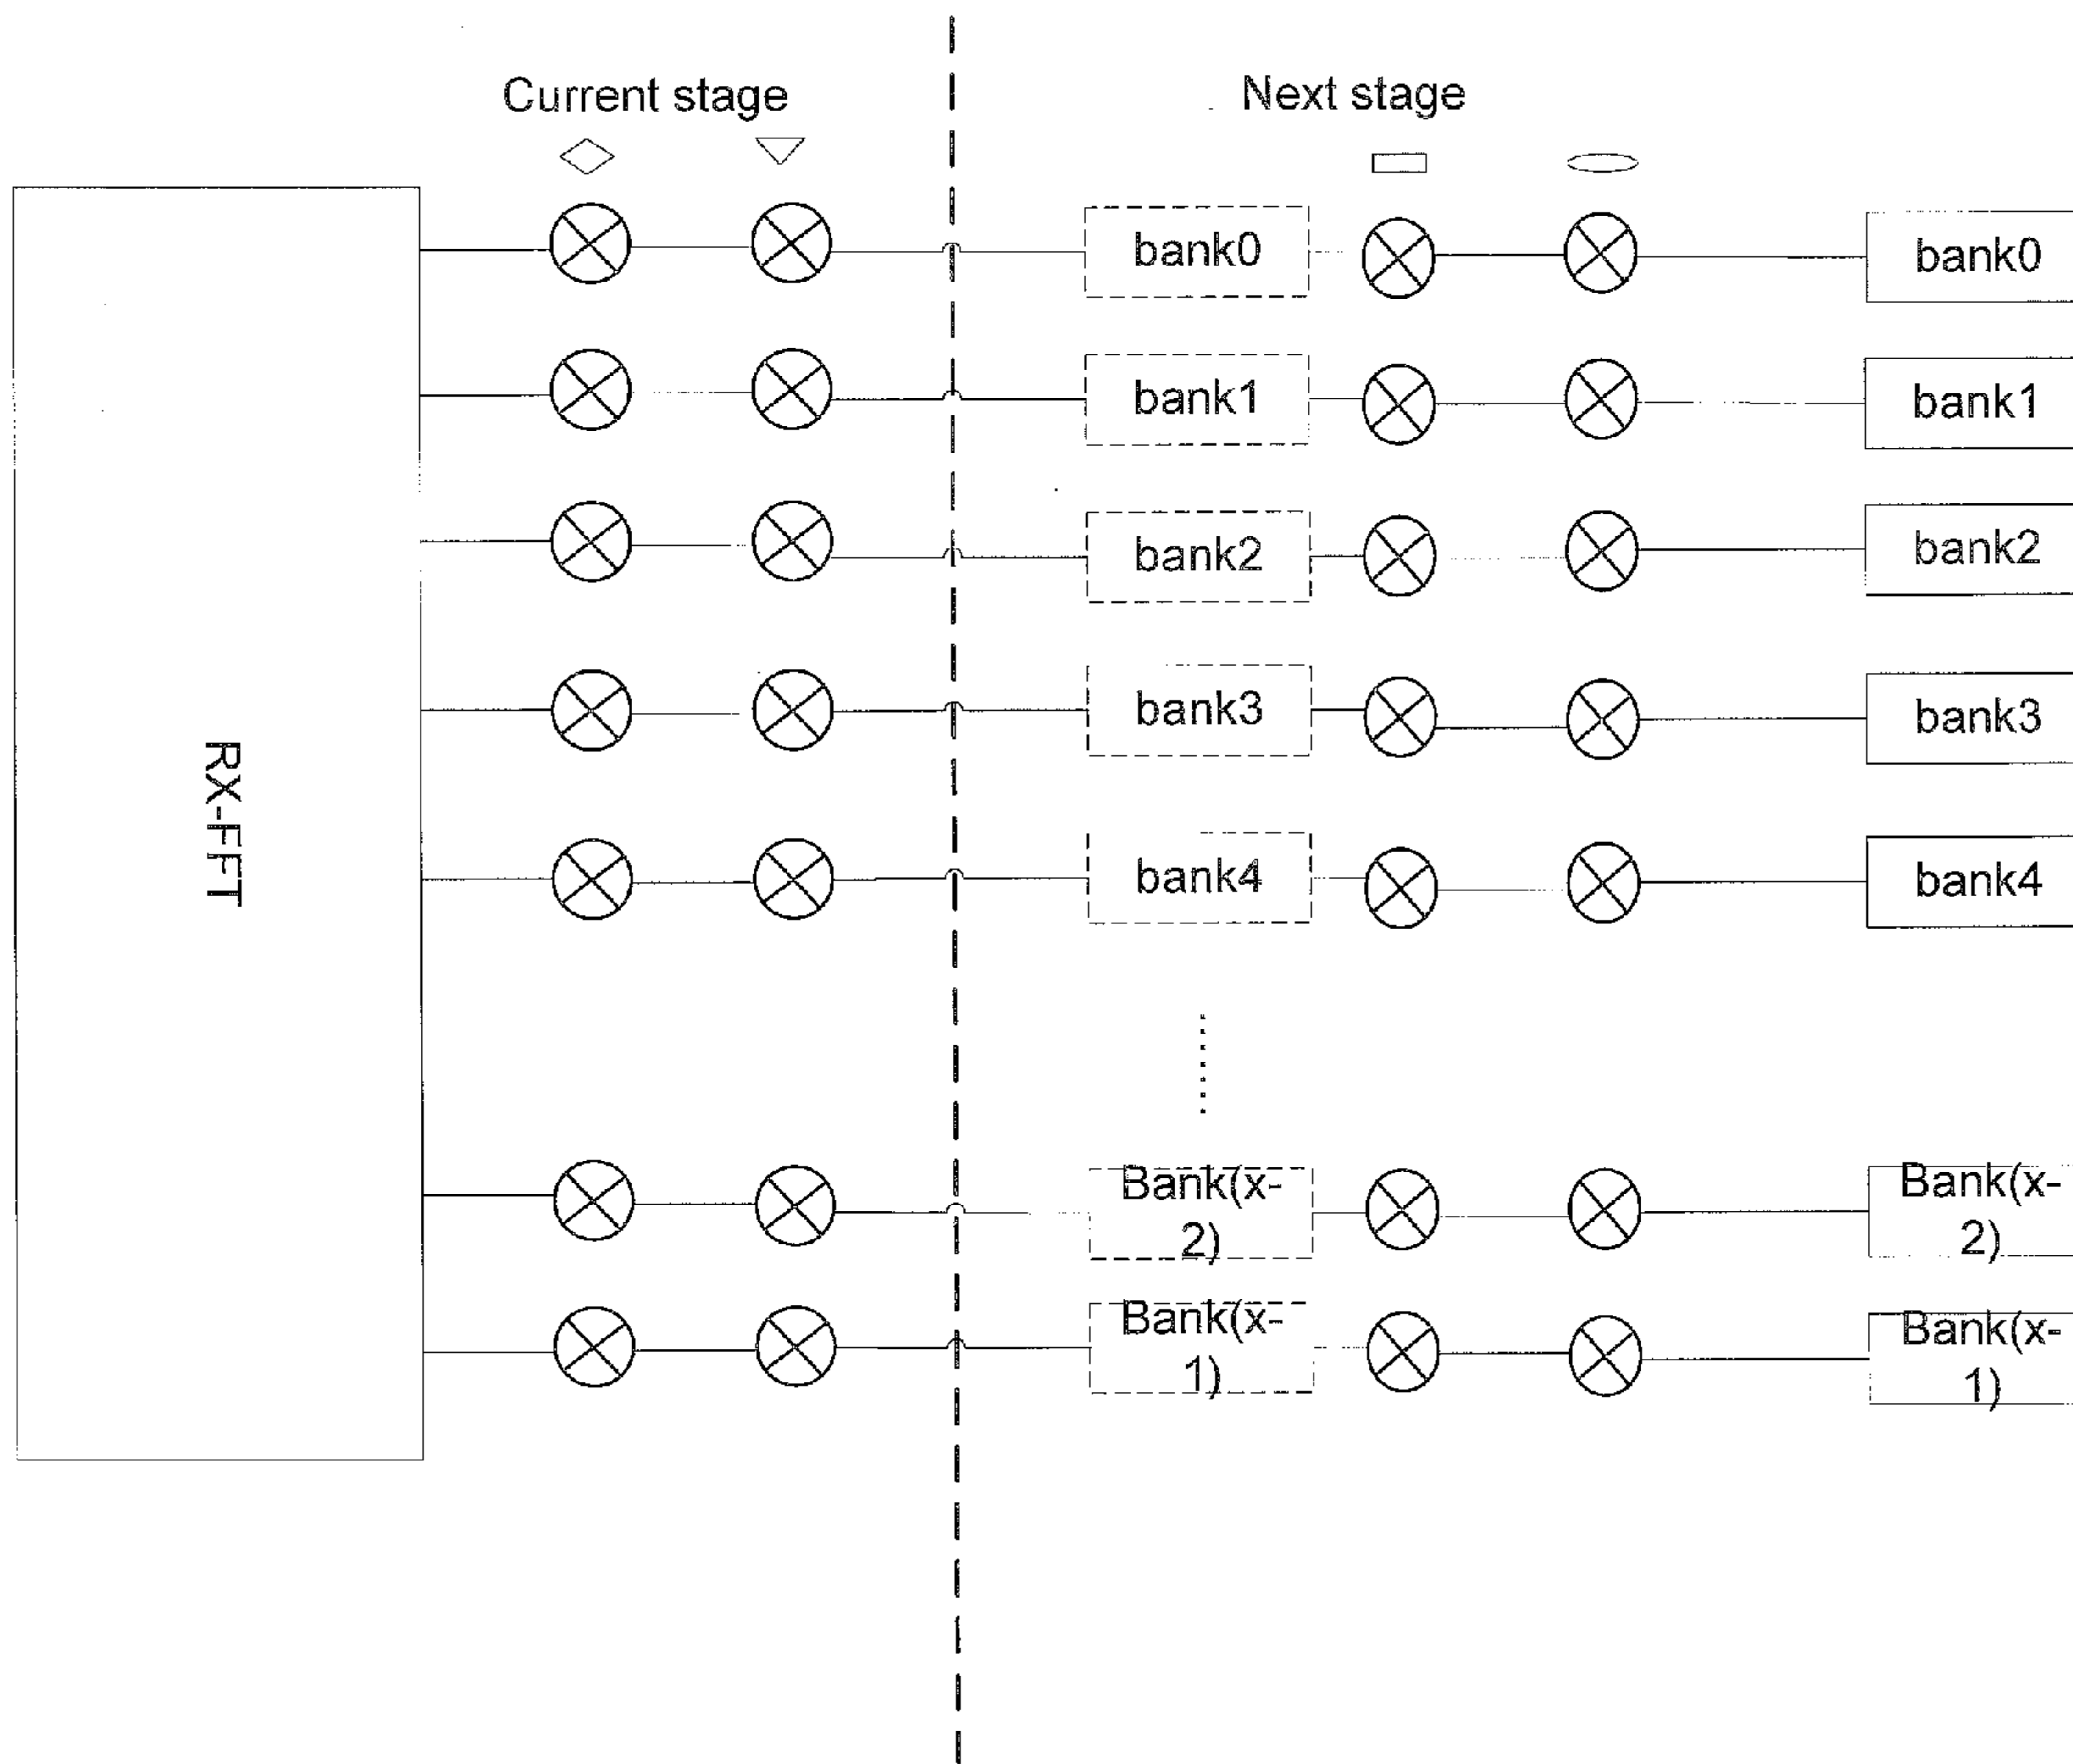 Current stage
Next stage
RX-FFT
bank0
bank0
bank1
bank1
bank2
bank2
bank3
bank3
bank4
bank4
Bank(x-
2)
Bank(x-
2)
Bank(x-
1)
Bank(x-
1)